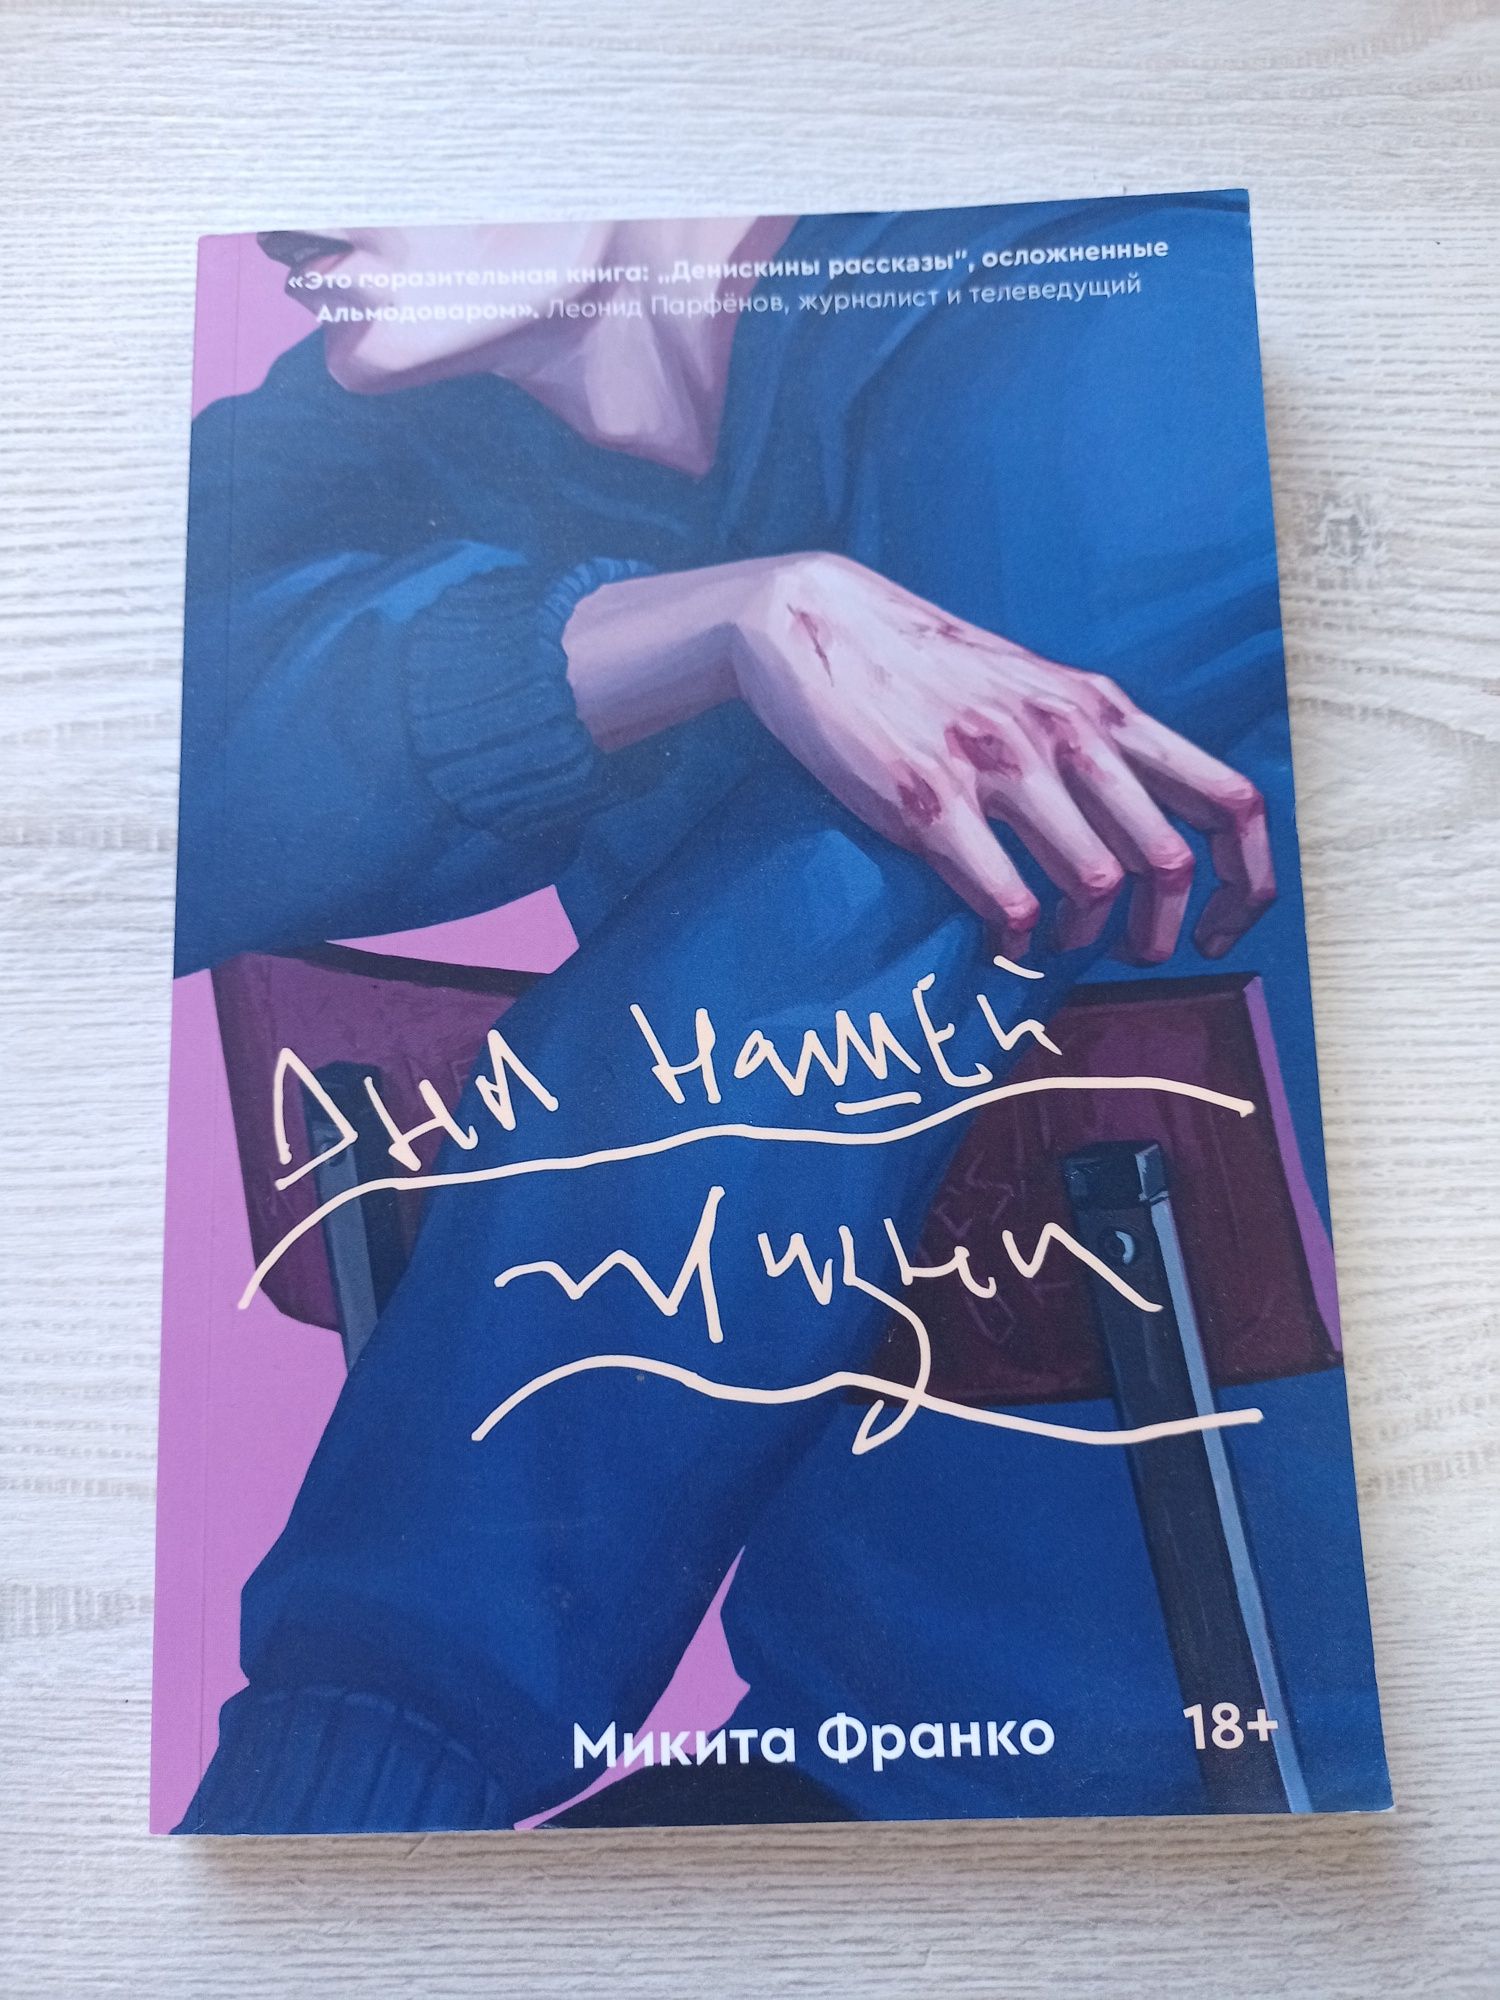 «Это поразительная книга: „Денискины рассказы“, осложненные
Альмодоваром». Леонид Парфёнов, журналист и телеведущий
Дни нашей
жизни
Микита Франко
18+